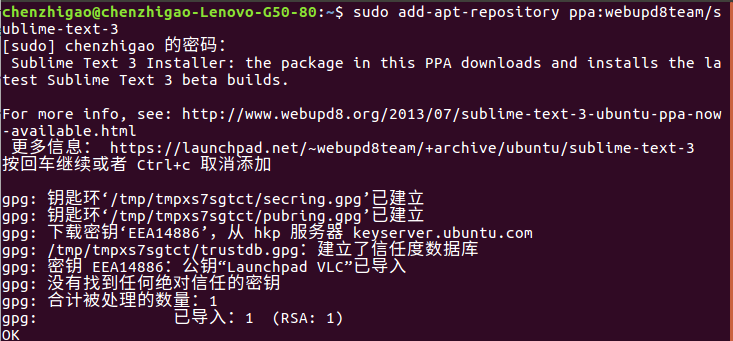 chenzhigao@chenzhigao-Lenovo-G50-80:~$ sudo add-apt-repository ppa:webupd8team/s
ublime-text-3
[sudo] chenzhigao 的密码：
 Sublime Text 3 Installer: the package in this PPA downloads and installs the la
test Sublime Text 3 beta builds.
For more info, see: http://www.webupd8.org/2013/07/sublime-text-3-ubuntu-ppa-now
-available.html
 更多信息： https://launchpad.net/~webupd8team/+archive/ubuntu/sublime-text-3
按回车继续或者 Ctrl+c 取消添加
gpg: 钥匙环‘/tmp/tmpxs7sgtct/secring.gpg’已建立
gpg: 钥匙环‘/tmp/tmpxs7sgtct/pubring.gpg’已建立
gpg: 下载密钥‘EEA14886’，从 hkp 服务器 keyserver.ubuntu.com
gpg: /tmp/tmpxs7sgtct/trustdb.gpg：建立了信任度数据库
gpg: 密钥 EEA14886：公钥“Launchpad VLC”已导入
gpg: 没有找到任何绝对信任的密钥
gpg: 合计被处理的数量：1
gpg:               已导入：1  (RSA: 1)
OK